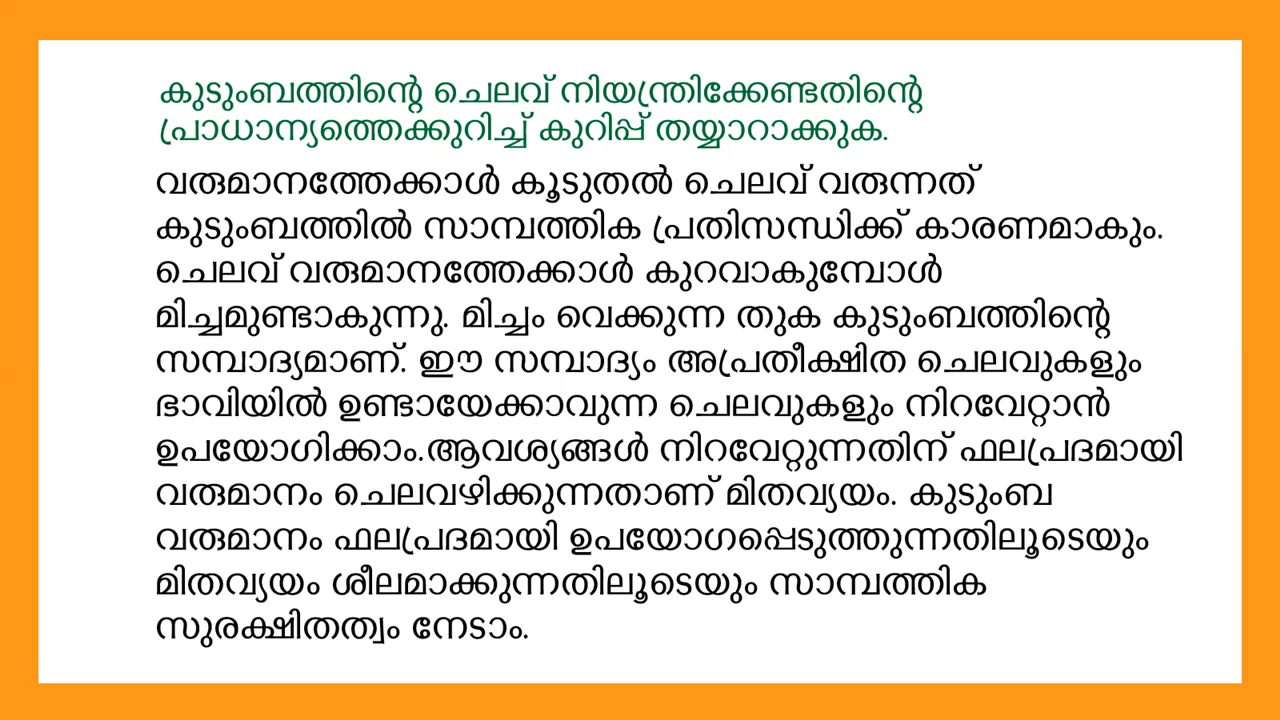 കുടുംബത്തിന്റെ ചെലവ് നിയന്ത്രിക്കേണ്ടതിന്റെ
പ്രാധാന്യത്തെക്കുറിച്ച് കുറിപ്പ് തയ്യാറാക്കുക.
വരുമാനത്തേക്കാൾ കൂടുതൽ ചെലവ് വരുന്നത്
കുടുംബത്തിൽ സാമ്പത്തിക പ്രതിസന്ധിക്ക് കാരണമാകും.
ചെലവ് വരുമാനത്തേക്കാൾ കുറവാകുമ്പോൾ
മിച്ചമുണ്ടാകുന്നു. മിച്ചം വെക്കുന്ന തുക കുടുംബത്തിന്റെ
സമ്പാദ്യമാണ്. ഈ സമ്പാദ്യം അപ്രതീക്ഷിത ചെലവുകളും
ഭാവിയിൽ ഉണ്ടായേക്കാവുന്ന ചെലവുകളും നിറവേറ്റാൻ
ഉപയോഗിക്കാം.ആവശ്യങ്ങൾ നിറവേറ്റുന്നതിന് ഫലപ്രദമായി
വരുമാനം ചെലവഴിക്കുന്നതാണ് മിതവ്യയം. കുടുംബ
വരുമാനം ഫലപ്രദമായി ഉപയോഗപ്പെടുത്തുന്നതിലൂടെയും
മിതവ്യയം ശീലമാക്കുന്നതിലൂടെയും സാമ്പത്തിക
സുരക്ഷിതത്വം നേടാം.